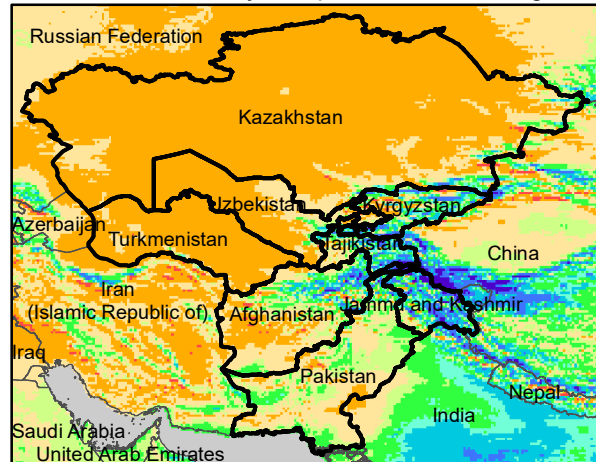 Russian Federation
Kazakhstan
Uzbekistan
Kyrgyzstan
Azerbaijan
Turkmenistan
Tajikistan
China
Iran
(Islamic Republic of)
Afghanistan
Jammu and Kashmir
Iraq
Pakistan
Nepal
India
Saudi Arabia
United Arab Emirates